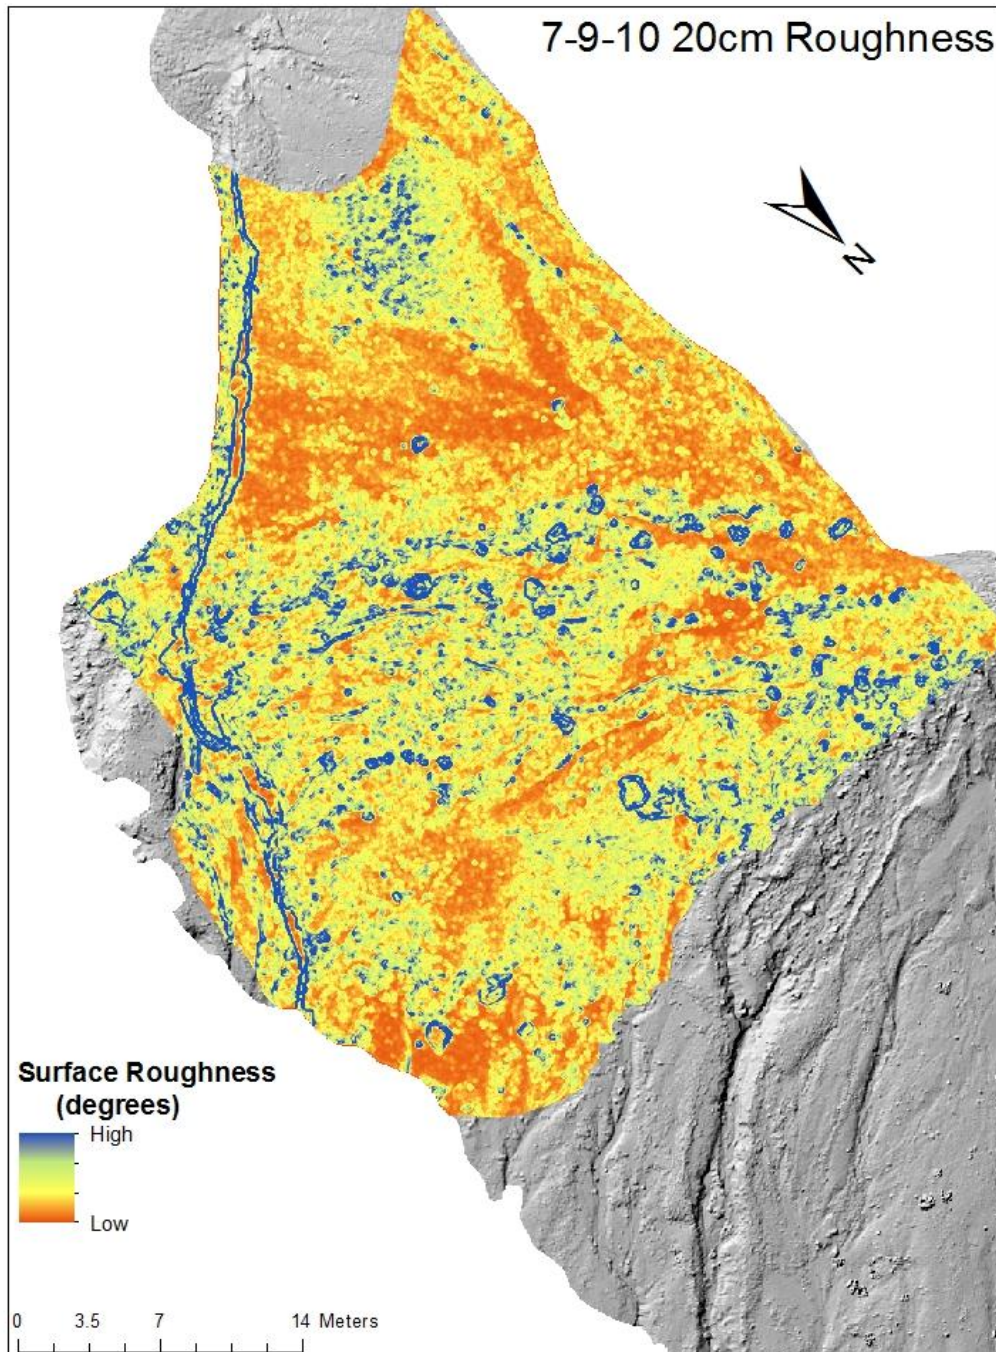 7-9-10 20cm Roughness
N
Surface Roughness
(degrees)
High
Low
0 3.5 7 14 Meters